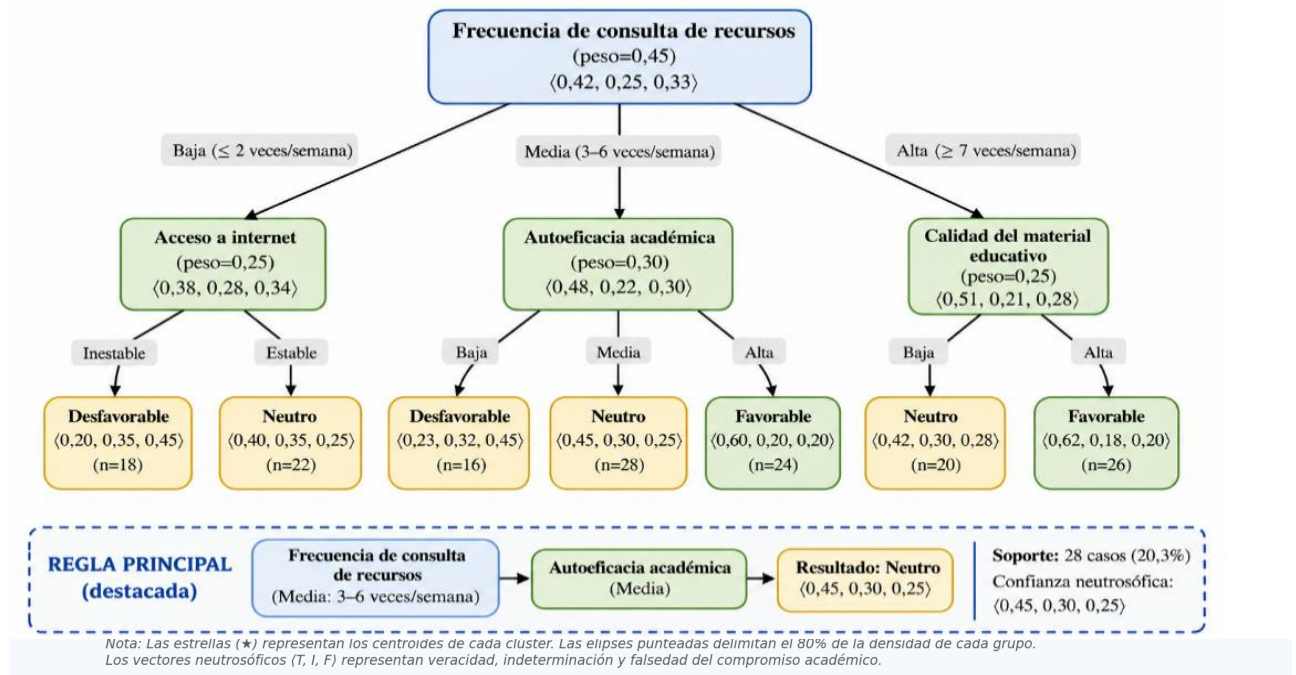 Frecuencia de consulta de recursos
(peso=0,45)
⟨0,42, 0,25, 0,33⟩
Baja (≤ 2 veces/semana)
Media (3–6 veces/semana)
Alta (≥ 7 veces/semana)
Acceso a internet
(peso=0,25)
⟨0,38, 0,28, 0,34⟩
Autoeficacia académica
(peso=0,30)
⟨0,48, 0,22, 0,30⟩
Calidad del material
educativo
(peso=0,25)
⟨0,51, 0,21, 0,28⟩
Inestable
Estable
Baja
Media
Alta
Baja
Alta
Desfavorable
⟨0,20, 0,35, 0,45⟩
(n=18)
Neutro
⟨0,40, 0,35, 0,25⟩
(n=22)
Desfavorable
⟨0,23, 0,32, 0,45⟩
(n=16)
Neutro
⟨0,45, 0,30, 0,25⟩
(n=28)
Favorable
⟨0,60, 0,20, 0,20⟩
(n=24)
Neutro
⟨0,42, 0,30, 0,28⟩
(n=20)
Favorable
⟨0,62, 0,18, 0,20⟩
(n=26)
REGLA PRINCIPAL
(destacada)
Frecuencia de consulta
de recursos
(Media: 3–6 veces/semana)
Autoeficacia académica
(Media)
Resultado: Neutro
⟨0,45, 0,30, 0,25⟩
Soporte: 28 casos (20,3%)
Confianza neutrosófica:
⟨0,45, 0,30, 0,25⟩
Nota: Las estrellas (★) representan los centroides de cada cluster. Las elipses punteadas delimitan el 80% de la densidad de cada grupo.
Los vectores neutrosóficos ⟨T, I, F⟩ representan veracidad, indeterminación y falsedad del compromiso académico.